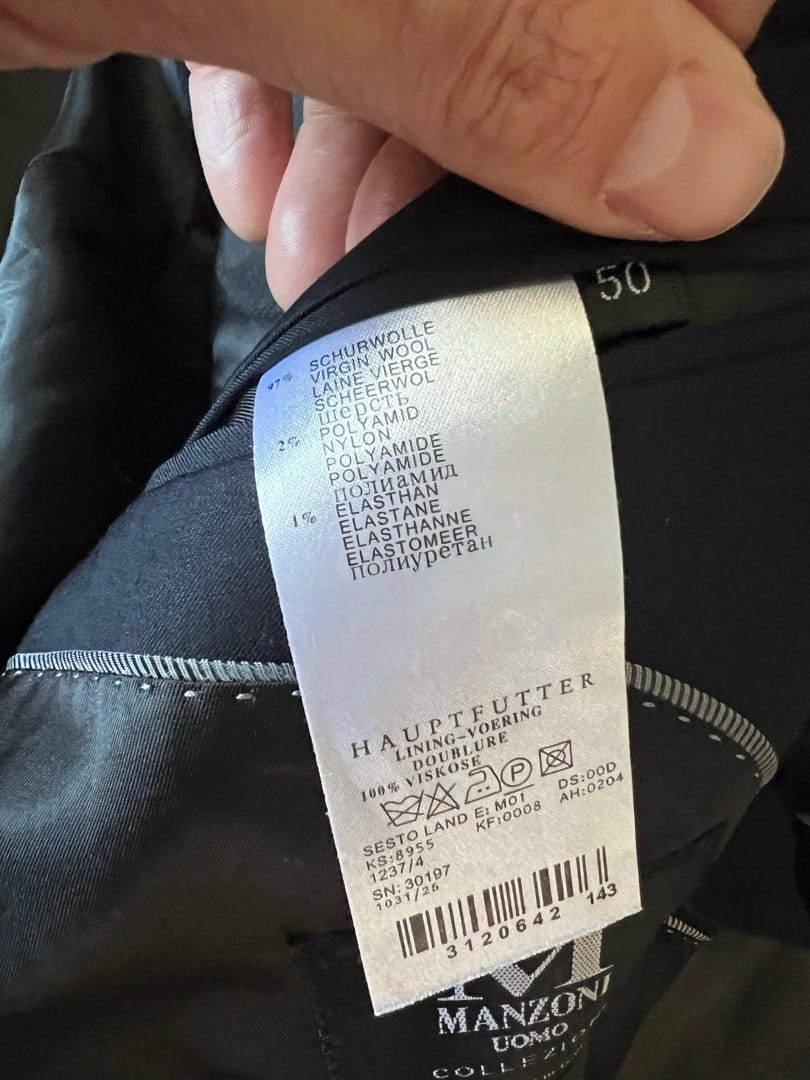 50
97% SCHURWOLLE
VIRGIN WOOL
LAINE VIERGE
SCHEERWOL
шерсть
2% POLYAMID
NYLON
POLYAMIDE
POLYAMIDE
полиамид
1% ELASTHAN
ELASTANE
ELASTHANNE
ELASTOMEER
полиуретан
HAUPTFUTTER
LINING-VOERING
DOUBLURE
100% VISKOSE
P
SESTO LAND E: M01 DS:00D
KS:8955 KF:0008 AH:0204
1237/4
SN: 30197
1031/25
3120642 143
M
MANZONI
UOMO